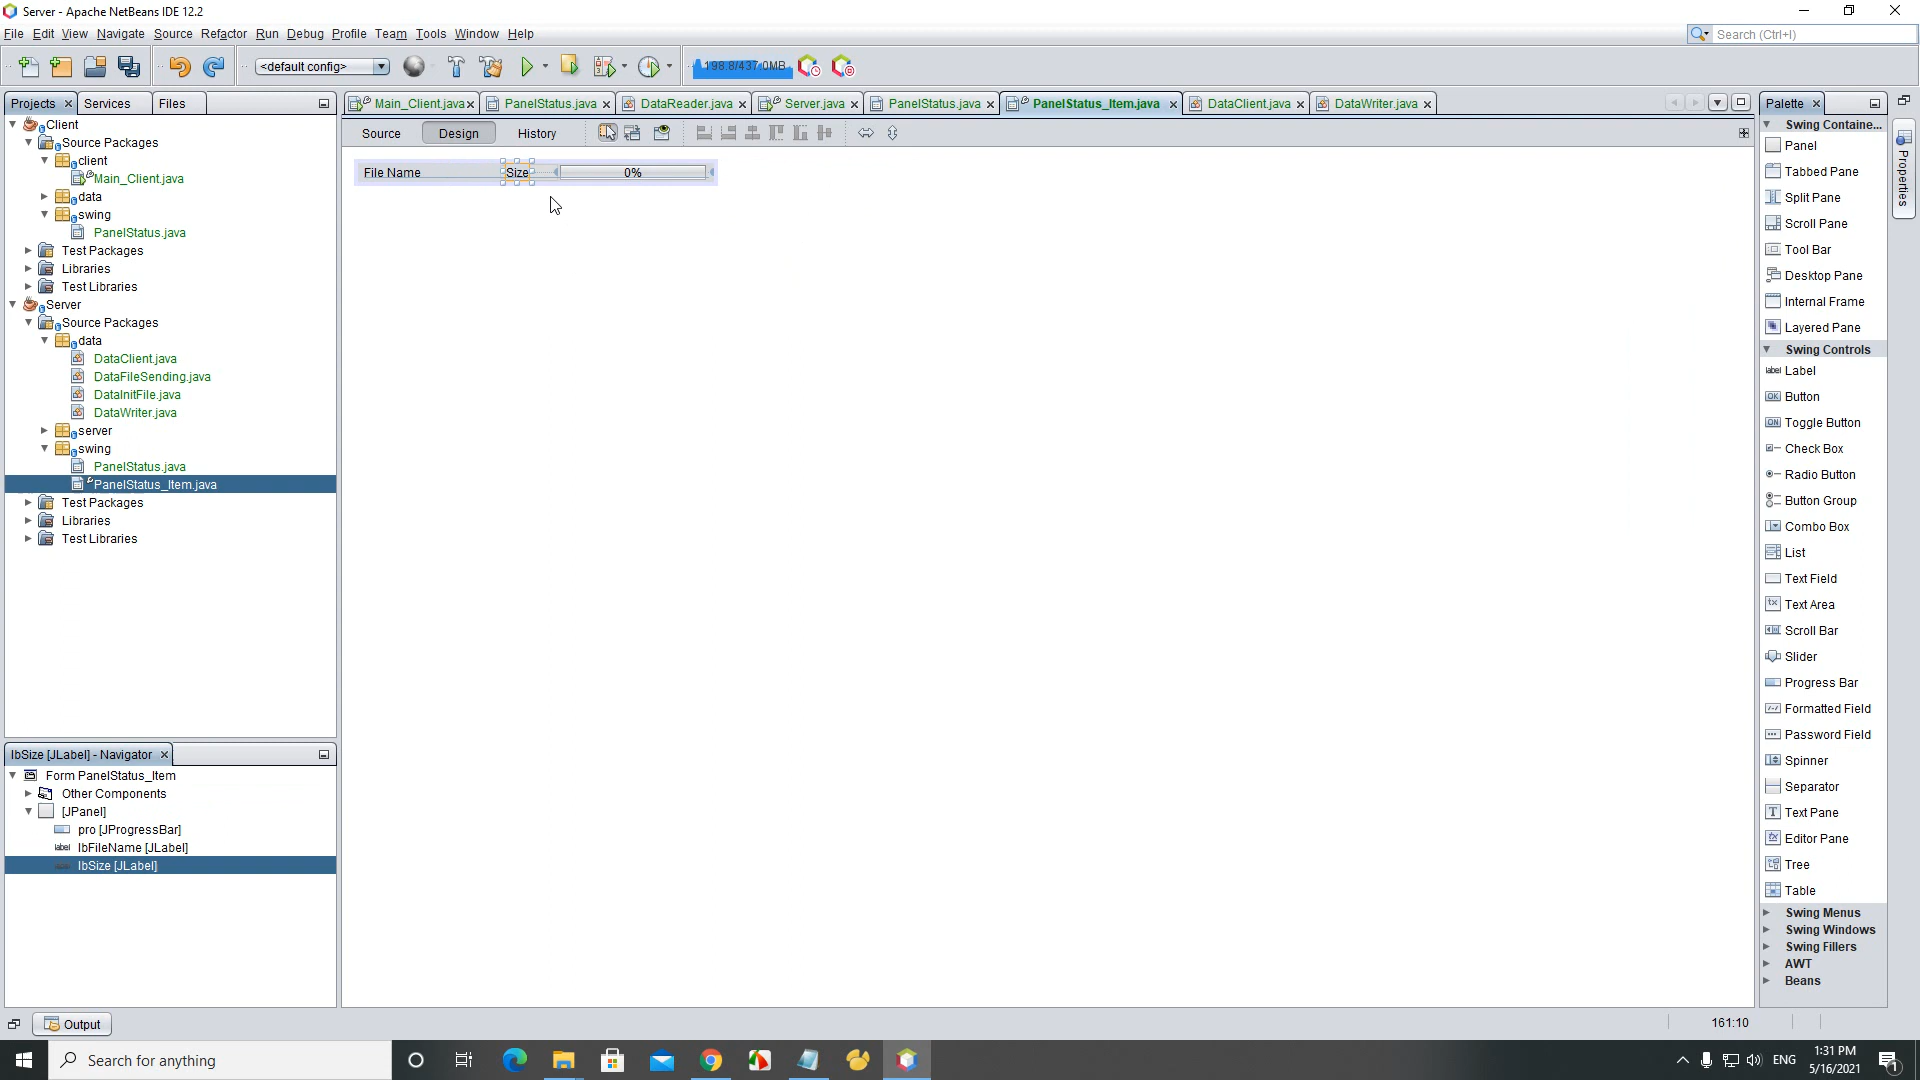 Server - Apache NetBeans IDE 12.2
File Edit View Navigate Source Refactor Run Debug Profile Team Tools Window Help
Search (Ctrl+I)
<default config>
198.8/437.0MB
Projects Services Files
Main_Client.java PanelStatus.java DataReader.java Server.java PanelStatus.java PanelStatus_Item.java DataClient.java DataWriter.java
Palette
Source Design History
Client
Source Packages
client
Main_Client.java
data
swing
PanelStatus.java
Test Packages
Libraries
Test Libraries
Server
Source Packages
data
DataClient.java
DataFileSending.java
DataInitFile.java
DataWriter.java
server
swing
PanelStatus.java
PanelStatus_Item.java
Test Packages
Libraries
Test Libraries
File Name Size 0%
Swing Containe...
Panel
Tabbed Pane
Split Pane
Scroll Pane
Tool Bar
Desktop Pane
Internal Frame
Layered Pane
Swing Controls
label Label
OK Button
ON Toggle Button
Check Box
Radio Button
Button Group
Combo Box
List
Text Field
Text Area
Scroll Bar
Slider
Progress Bar
Formatted Field
Password Field
Spinner
Separator
Text Pane
Editor Pane
Tree
Table
Swing Menus
Swing Windows
Swing Fillers
AWT
Beans
Properties
lbSize [JLabel] - Navigator
Form PanelStatus_Item
Other Components
[JPanel]
pro [JProgressBar]
label lbFileName [JLabel]
lbSize [JLabel]
Output
161:10
Search for anything
ENG
1:31 PM
5/16/2021
1